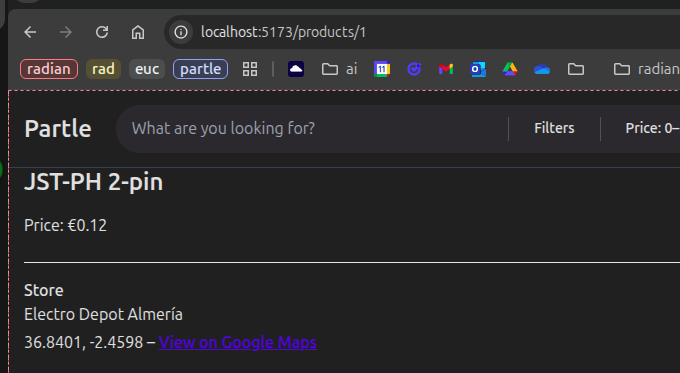 localhost:5173/products/1
radian rad euc partle ai 11 radian
Partle What are you looking for? Filters Price: 0–
JST-PH 2-pin
Price: €0.12
Store
Electro Depot Almería
36.8401, -2.4598 – View on Google Maps